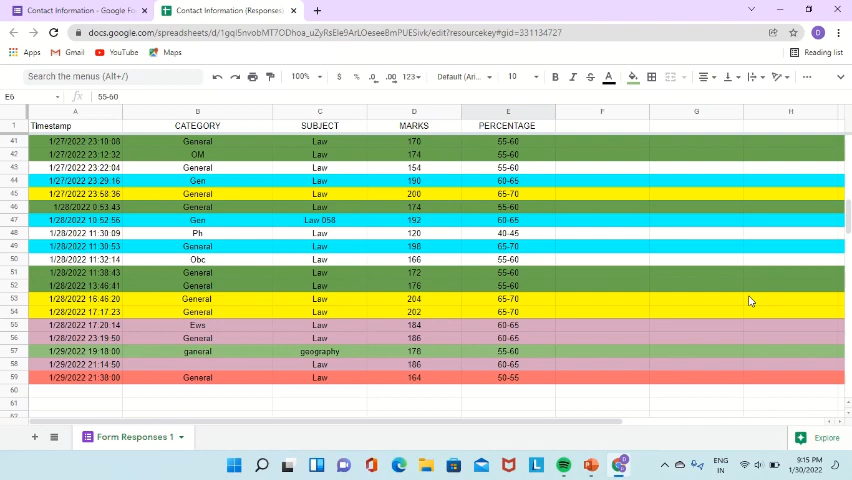 Contact Information - Google Fo
Contact Information (Responses)
docs.google.com/spreadsheets/d/1gqI5nvobMT7ODhoa_uZyRsEle9ArLOeseeBPUESivk/edit?resourcekey#gid=331134727
Apps Gmail YouTube Maps Reading list
Search the menus (Alt+/) 100% $ % .0 .00 123 Default (Ari... 10 B I S A
E6 fx 55-60
A B C D E F G H
1 Timestamp CATEGORY SUBJECT MARKS PERCENTAGE
41 1/27/2022 23:10:08 General Law 170 55-60
42 1/27/2022 23:12:32 OM Law 174 55-60
43 1/27/2022 23:22:04 General Law 154 55-60
44 1/27/2022 23:29:16 Gen Law 190 60-65
45 1/27/2022 23:58:36 General Law 200 65-70
46 1/28/2022 0:53:43 General Law 174 55-60
47 1/28/2022 10:52:56 Gen Law 058 192 60-65
48 1/28/2022 11:30:09 Ph Law 120 40-45
49 1/28/2022 11:30:53 General Law 198 65-70
50 1/28/2022 11:32:14 Obc Law 166 55-60
51 1/28/2022 11:38:43 General Law 172 55-60
52 1/28/2022 13:46:41 General Law 176 55-60
53 1/28/2022 16:46:20 General Law 204 65-70
54 1/28/2022 17:17:23 General Law 202 65-70
55 1/28/2022 17:20:14 Ews Law 184 60-65
56 1/28/2022 23:19:50 General Law 186 60-65
57 1/29/2022 19:18:00 ganeral geography 178 55-60
58 1/29/2022 21:14:50 Law 186 60-65
59 1/29/2022 21:38:00 General Law 164 50-55
60
61
62
Form Responses 1 Explore
ENG
IN
9:15 PM
1/30/2022